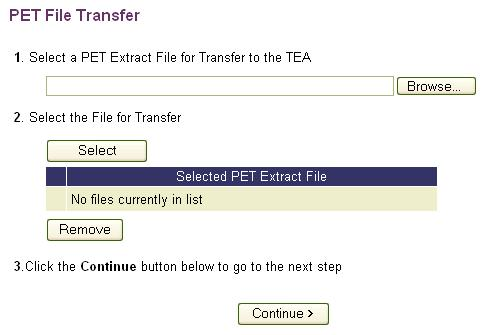 PET File Transfer
1. Select a PET Extract File for Transfer to the TEA
Browse...
2. Select the File for Transfer
Select
Selected PET Extract File
No files currently in list
Remove
3.Click the Continue button below to go to the next step
Continue >